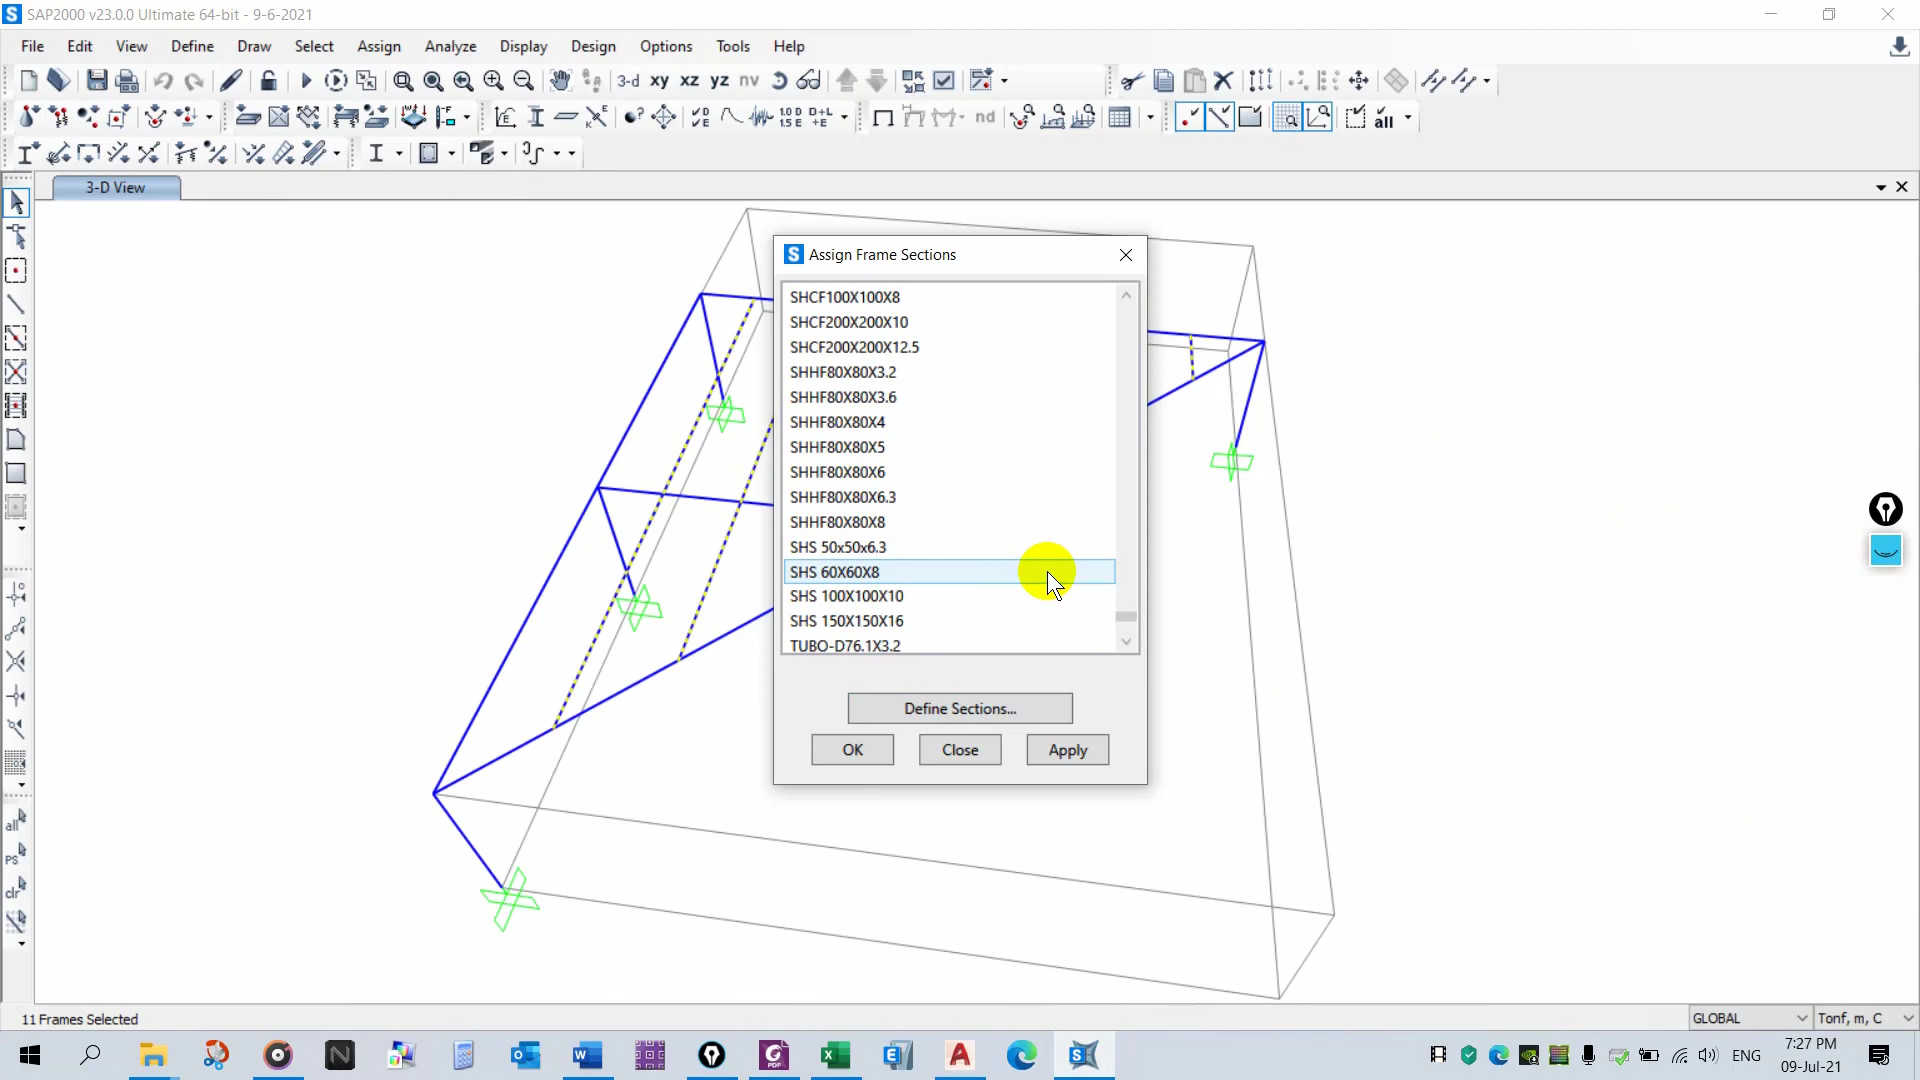 SAP2000 v23.0.0 Ultimate 64-bit - 9-6-2021
File Edit View Define Draw Select Assign Analyze Display Design Options Tools Help
3-d xy xz yz nv
nd
all
3-D View
Assign Frame Sections
SHCF100X100X8
SHCF200X200X10
SHCF200X200X12.5
SHHF80X80X3.2
SHHF80X80X3.6
SHHF80X80X4
SHHF80X80X5
SHHF80X80X6
SHHF80X80X6.3
SHHF80X80X8
SHS 50x50x6.3
SHS 60X60X8
SHS 100X100X10
SHS 150X150X16
TUBO-D76.1X3.2
Define Sections...
OK Close Apply
all
PS
clr
11 Frames Selected
GLOBAL
Tonf, m, C
ENG
7:27 PM
09-Jul-21